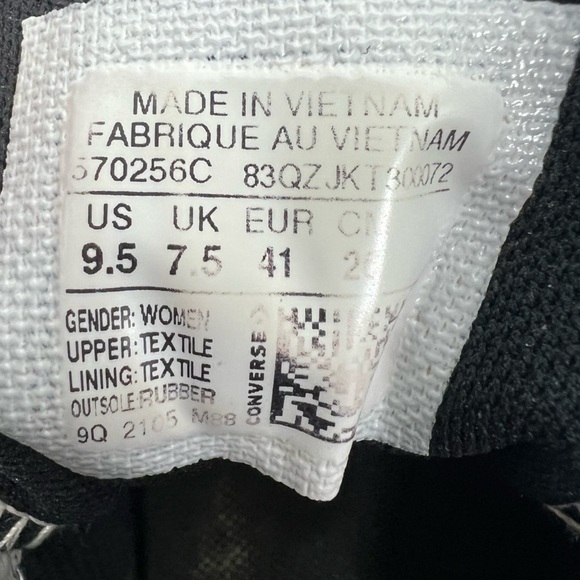 MADE IN VIETNAM
FABRIQUE AU VIETNAM
570256C 83QZJKT300072
US UK EUR
9.5 7.5 41
GENDER: WOMEN
UPPER: TEXTILE
LINING: TEXTILE
OUTSOLE: RUBBER
9Q 2105 M88
CONVERSE